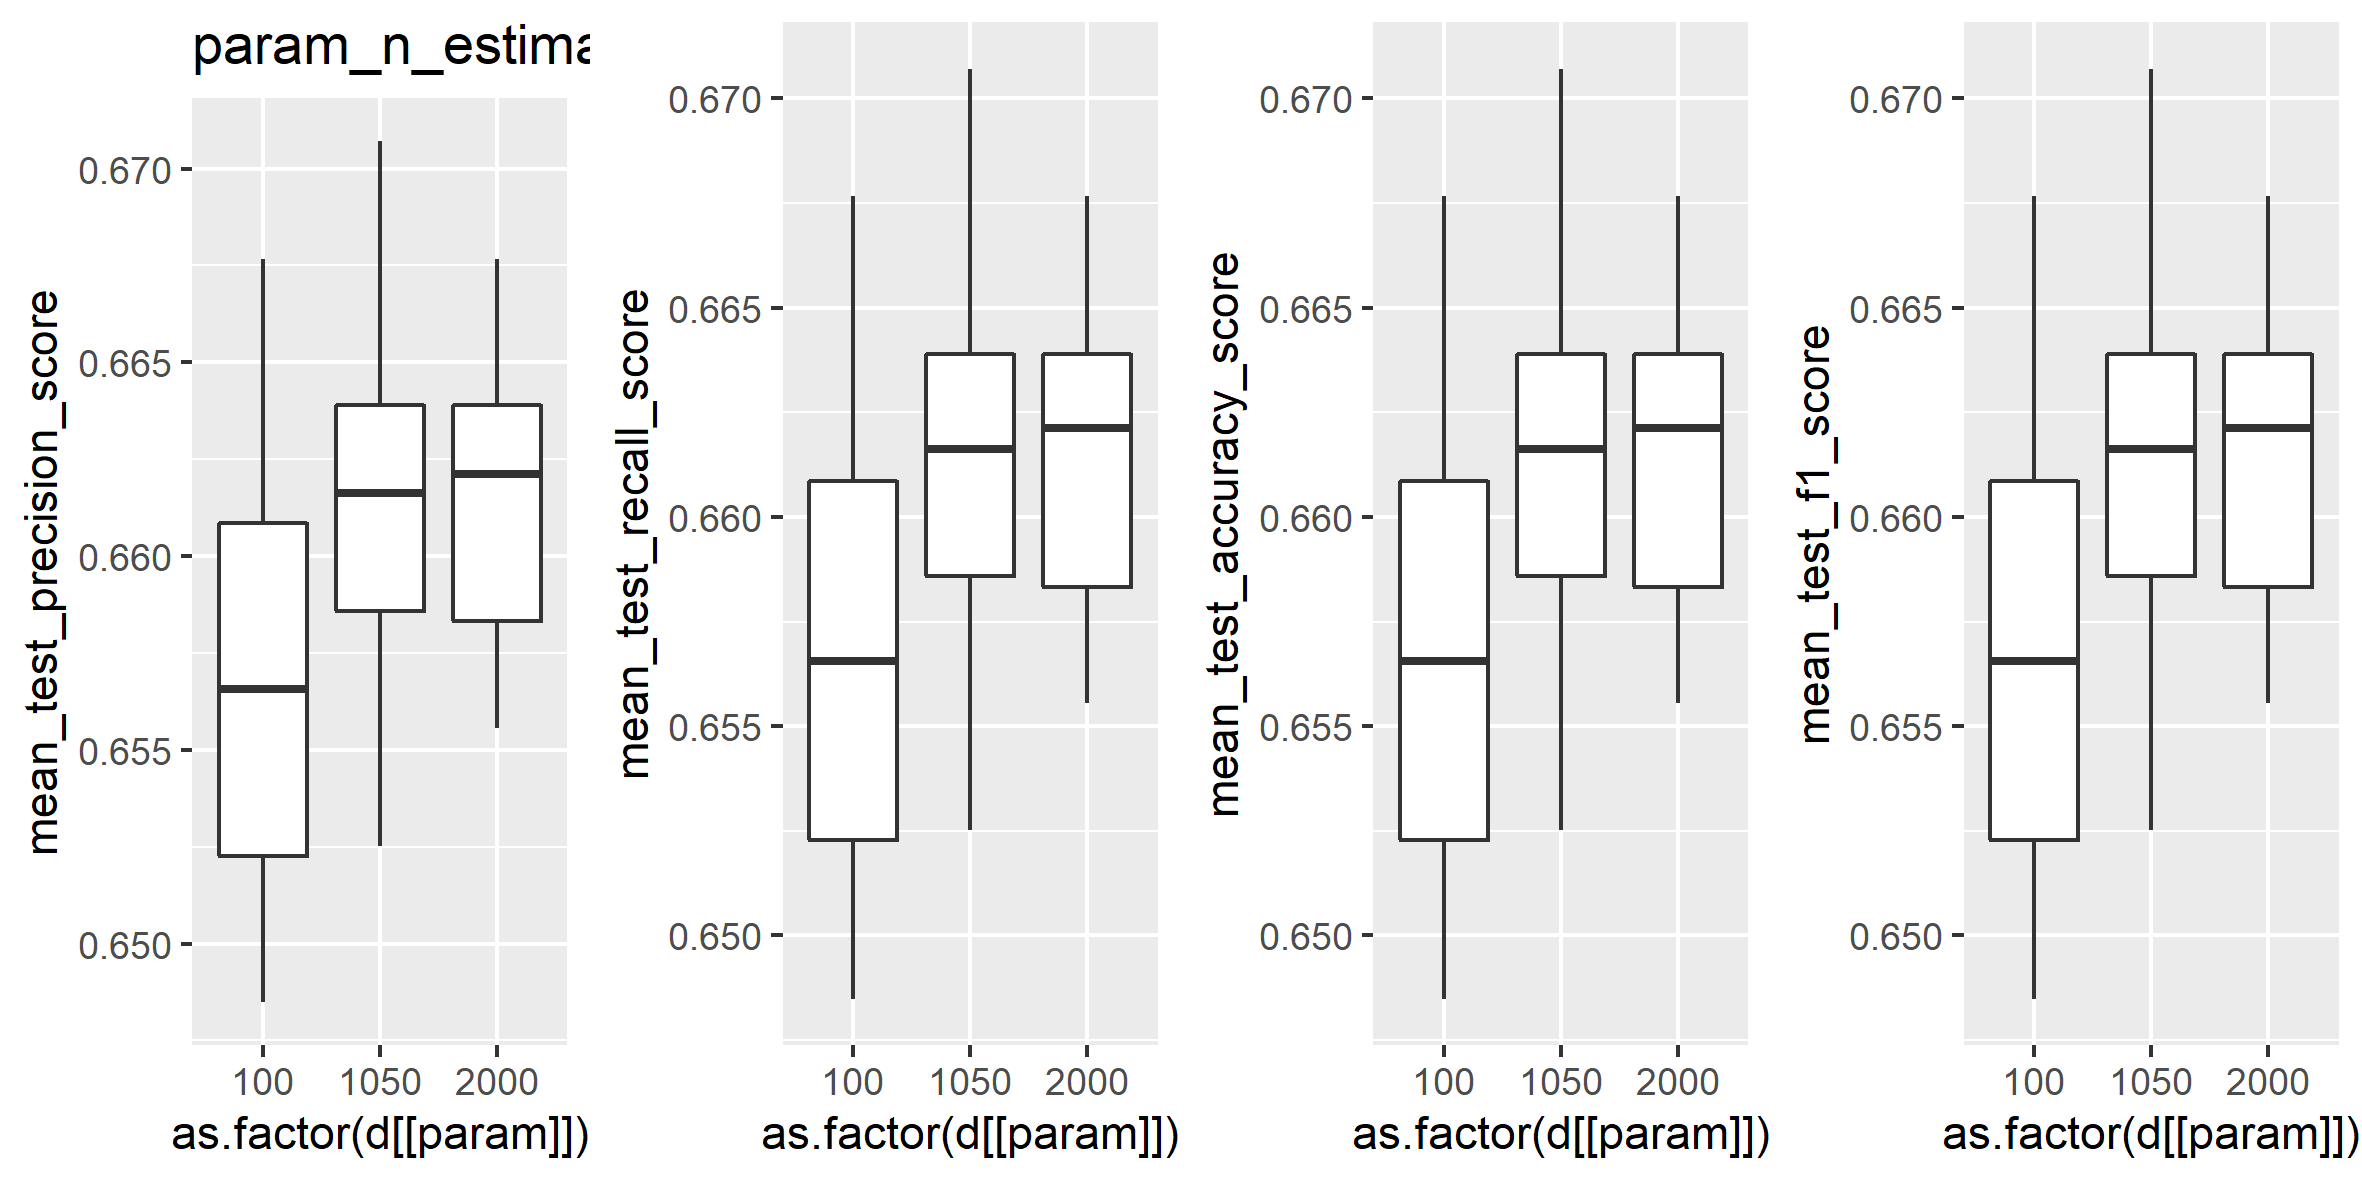 param_n_estima
mean_test_precision_score
0.670
0.665
0.660
0.655
0.650
100 1050 2000
as.factor(d[[param]])
mean_test_recall_score
0.670
0.665
0.660
0.655
0.650
100 1050 2000
as.factor(d[[param]])
mean_test_accuracy_score
0.670
0.665
0.660
0.655
0.650
100 1050 2000
as.factor(d[[param]])
mean_test_f1_score
0.670
0.665
0.660
0.655
0.650
100 1050 2000
as.factor(d[[param]])